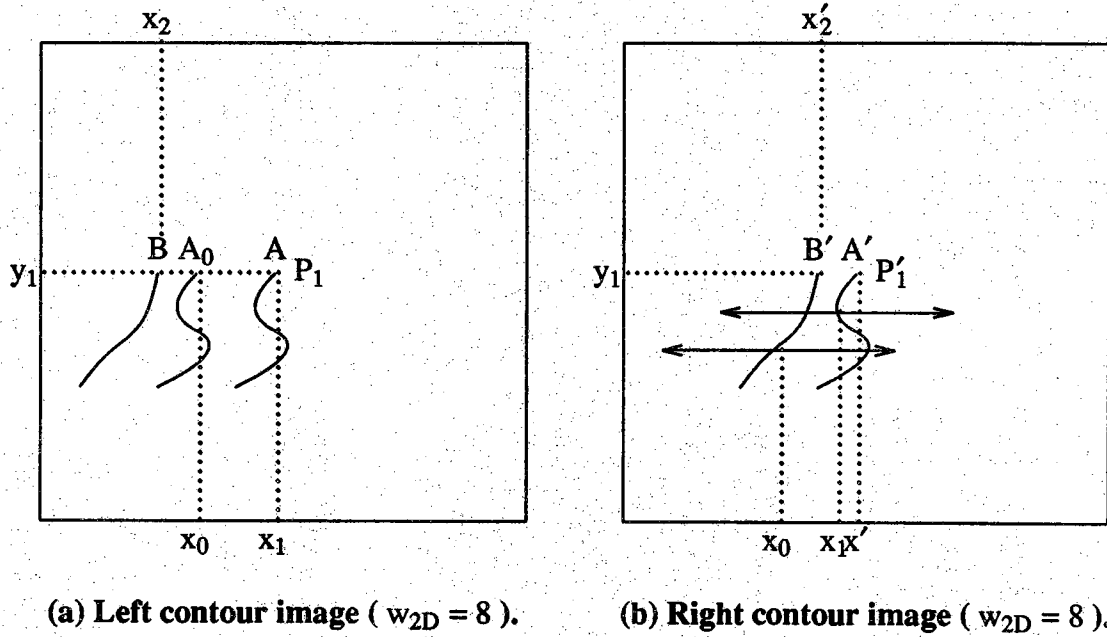 x₂ x′₂
B A₀ A B′ A′
y₁ P₁ y₁ P′₁
x₀ x₁ x₀ x₁x′
(a) Left contour image ( w₂D = 8 ). (b) Right contour image ( w₂D = 8 ).